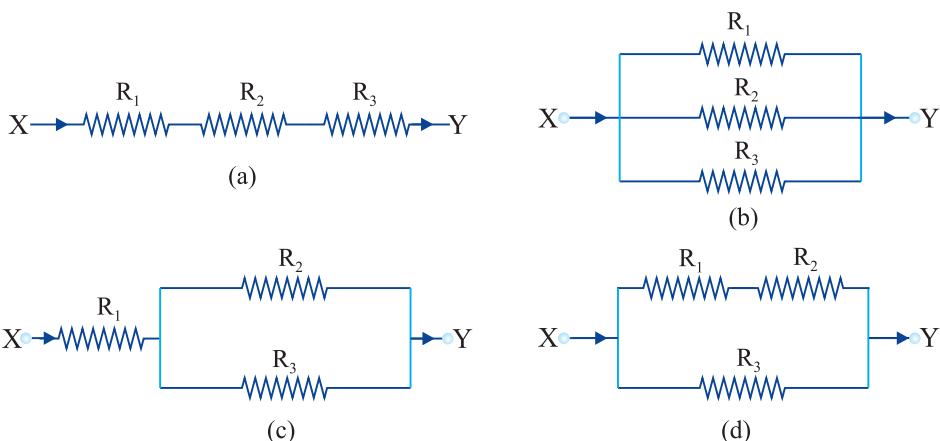 X R₁ R₂ R₃ Y
(a)
R₁
X R₂ Y
R₃
(b)
R₂
X R₁ Y
R₃
(c)
R₁ R₂
X Y
R₃
(d)